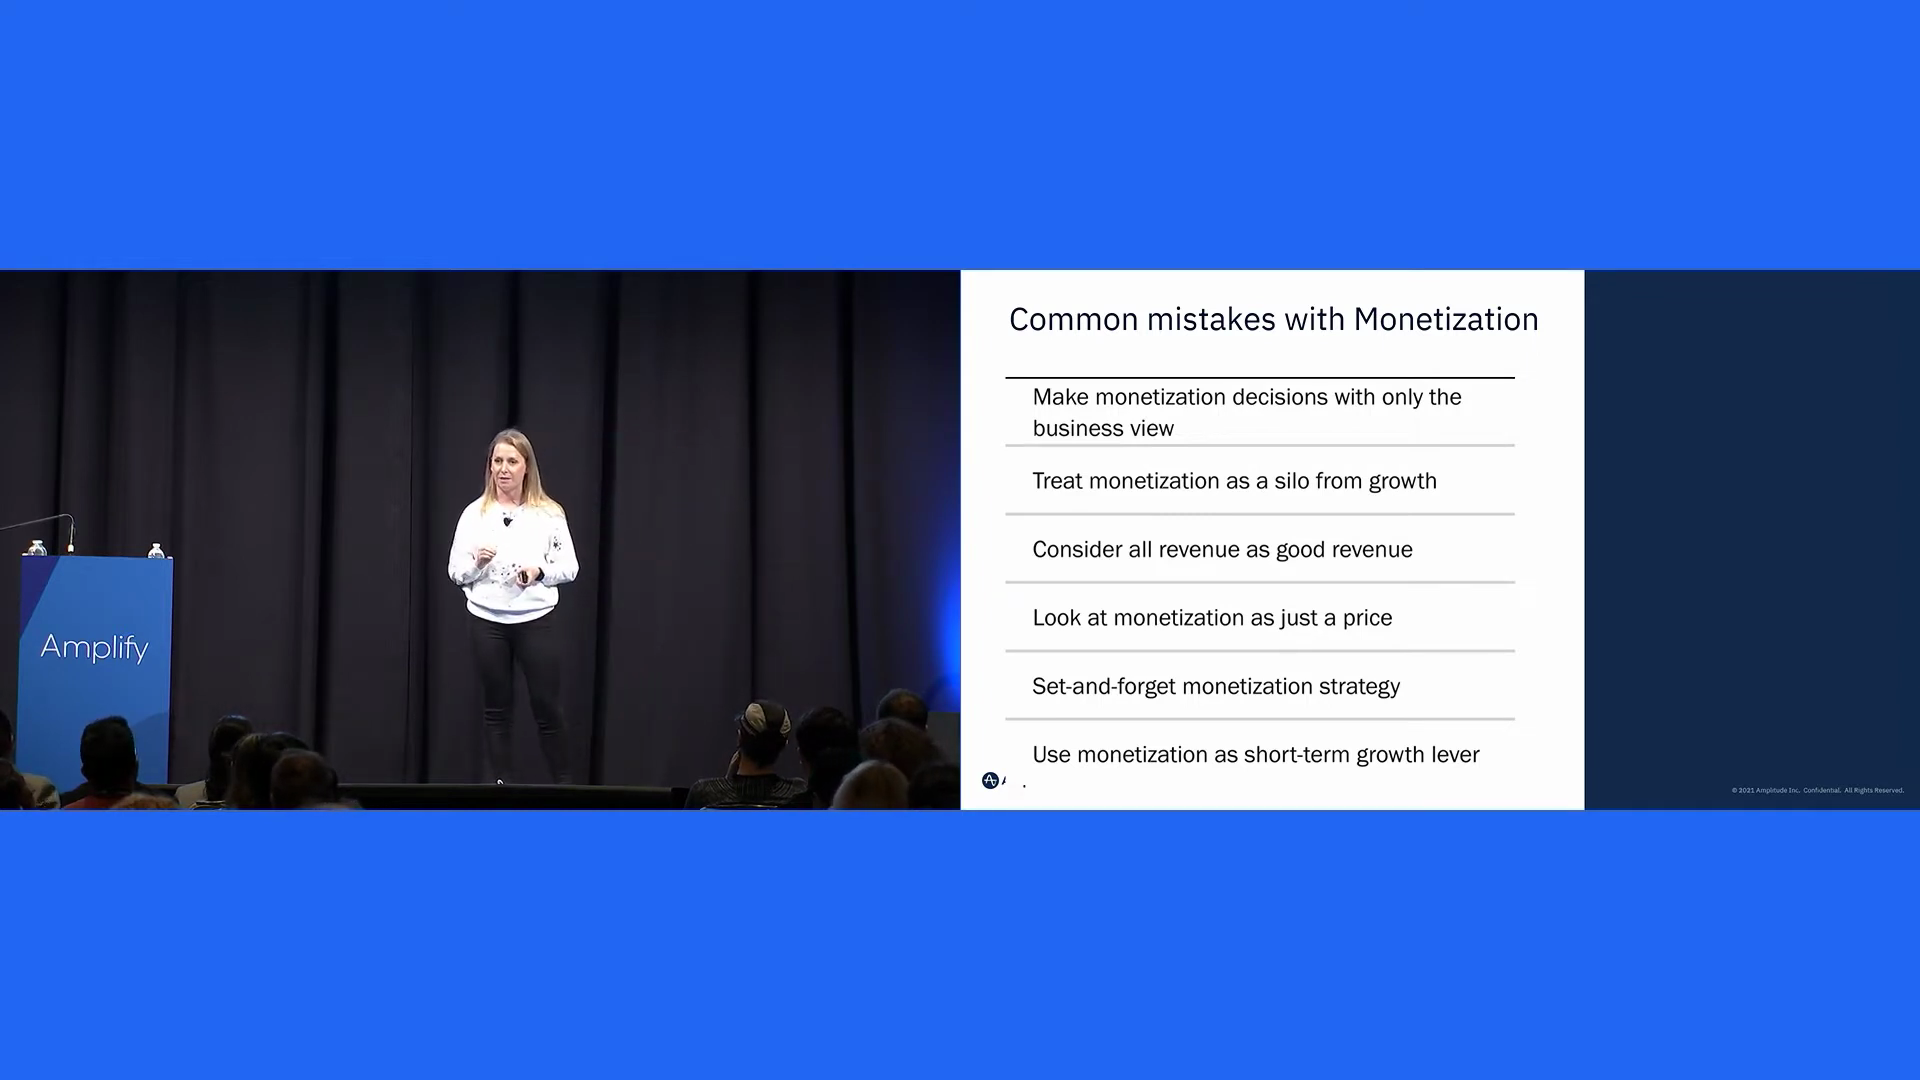 Amplify
Common mistakes with Monetization
Make monetization decisions with only the
business view
Treat monetization as a silo from growth
Consider all revenue as good revenue
Look at monetization as just a price
Set-and-forget monetization strategy
Use monetization as short-term growth lever
© 2021 Amplitude Inc. Confidential. All Rights Reserved.